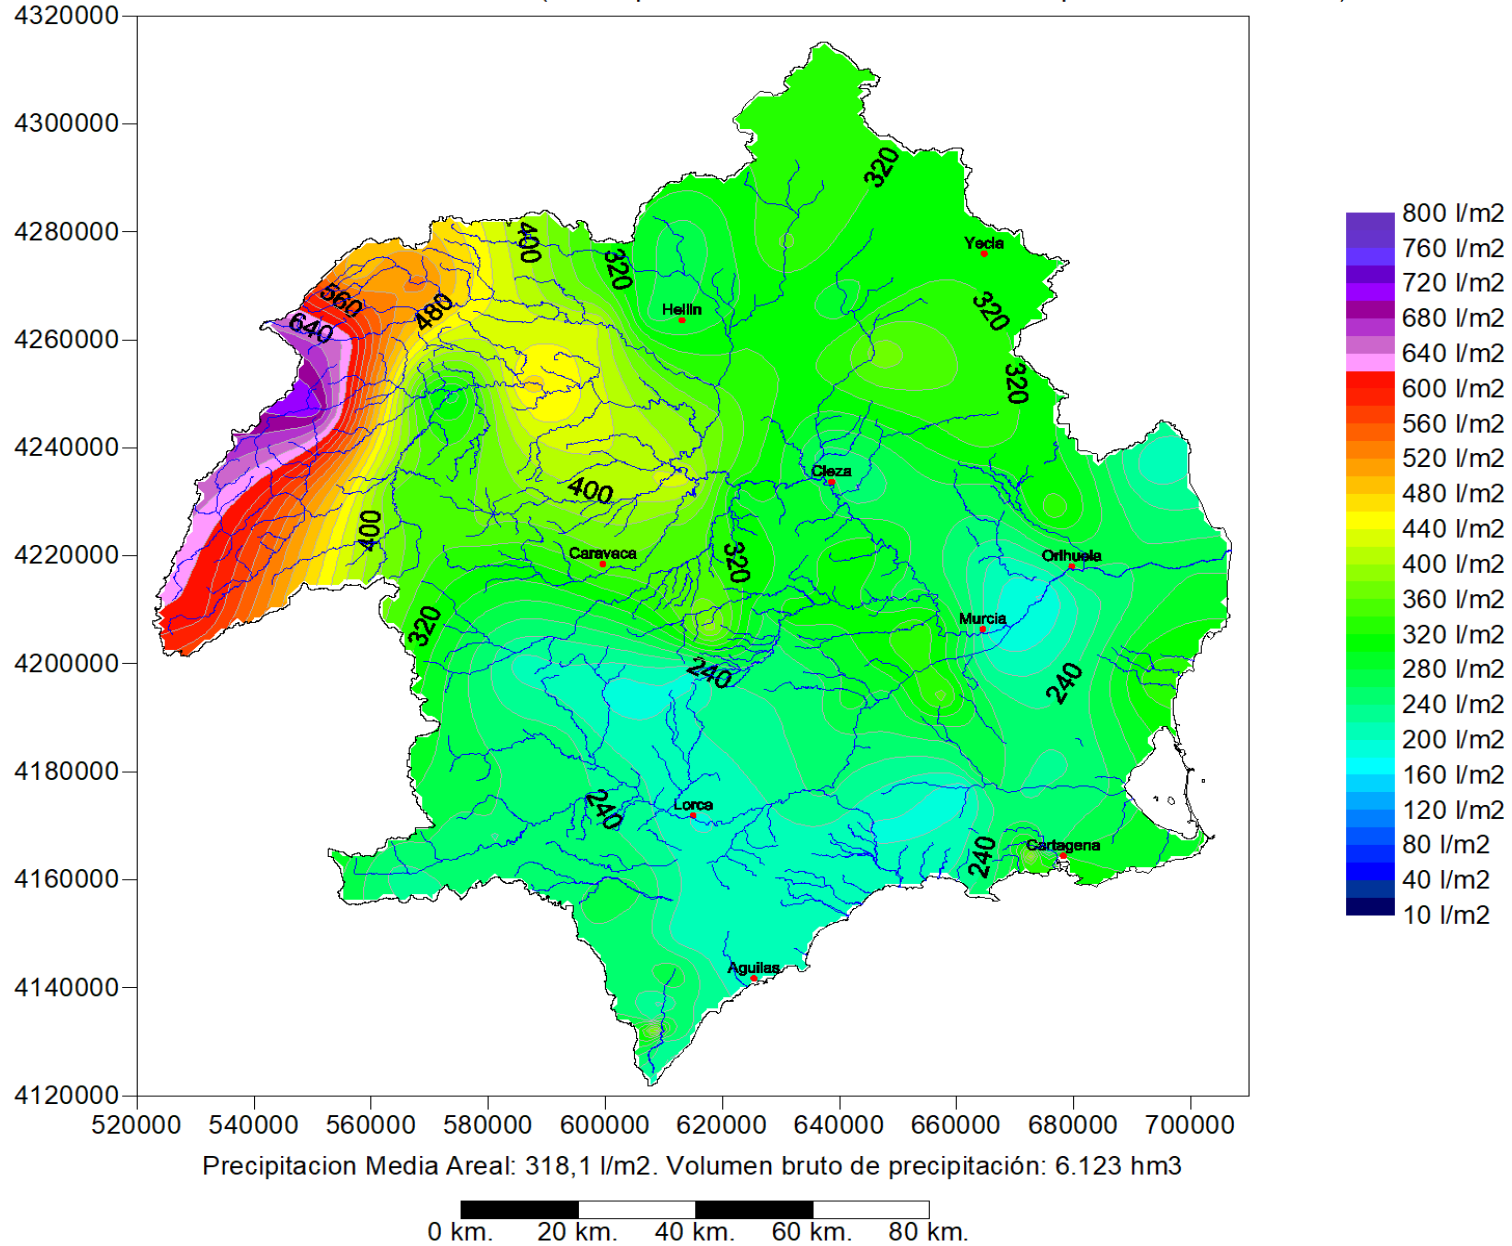 4320000
4300000
4280000
4260000
4240000
4220000
4200000
4180000
4160000
4140000
4120000
520000 540000 560000 580000 600000 620000 640000 660000 680000 700000
320
400
320
Yecla
560
480
640
Hellin
320
320
400
Cieza
400
Caravaca
320
Orihuela
320
Murcia
240
240
240
Lorca
240
Cartagena
Aguilas
800 l/m2
760 l/m2
720 l/m2
680 l/m2
640 l/m2
600 l/m2
560 l/m2
520 l/m2
480 l/m2
440 l/m2
400 l/m2
360 l/m2
320 l/m2
280 l/m2
240 l/m2
200 l/m2
160 l/m2
120 l/m2
80 l/m2
40 l/m2
10 l/m2
Precipitacion Media Areal: 318,1 l/m2. Volumen bruto de precipitación: 6.123 hm3
0 km. 20 km. 40 km. 60 km. 80 km.